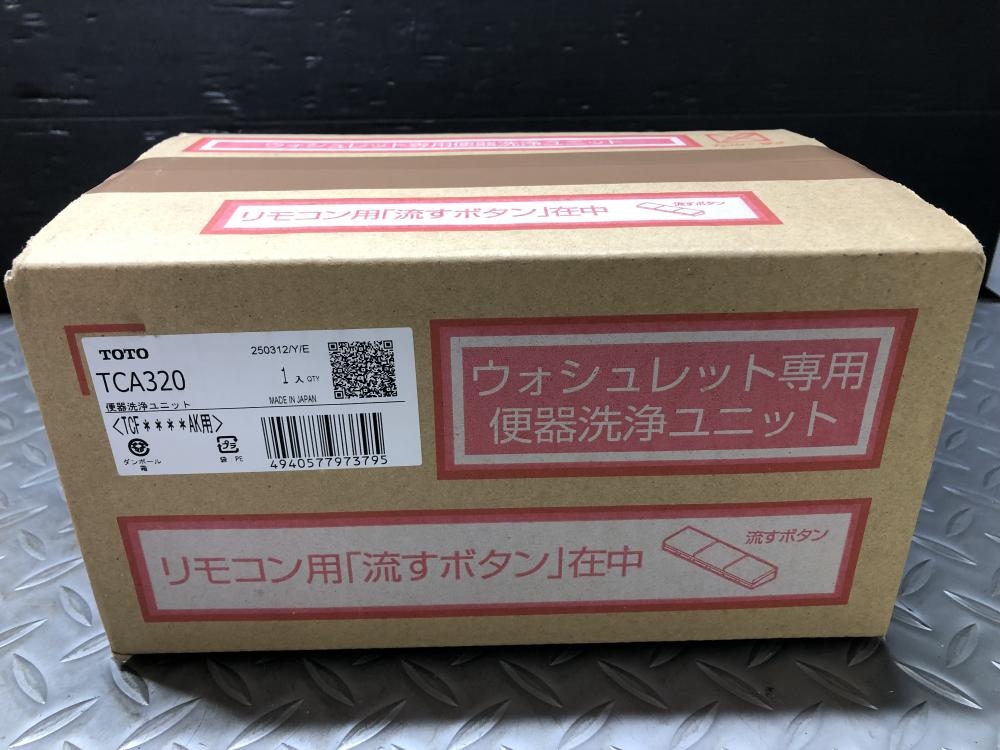 ウォシュレット専用便器洗浄ユニット
リモコン用「流すボタン」在中
流すボタン
TOTO
250312/Y/E
TCA320
1入QTY
MADE IN JAPAN
便器洗浄ユニット
<TCF****AK用>
ダンボール
箱
袋 PE
4940577973795
ウォシュレット専用
便器洗浄ユニット
リモコン用「流すボタン」在中
流すボタン